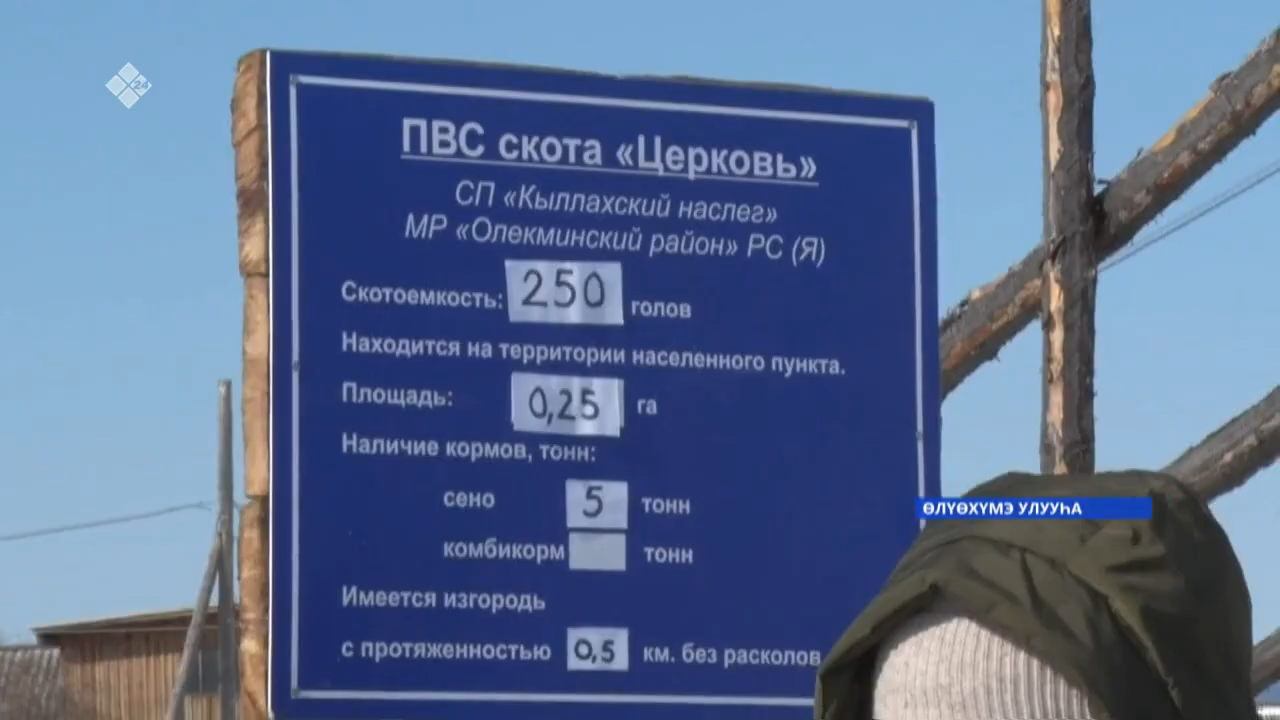 24
ПВС скота «Церковь»
СП «Кыллахский наслег»
МР «Олекминский район» РС (Я)
Скотоемкость: 250 голов
Находится на территории населенного пункта.
Площадь: 0,25 га
Наличие кормов, тонн:
сено 5 тонн
комбикорм тонн
Имеется изгородь
с протяженностью 0,5 км. без расколов
ӨЛҮӨХҮМЭ УЛУУҺА